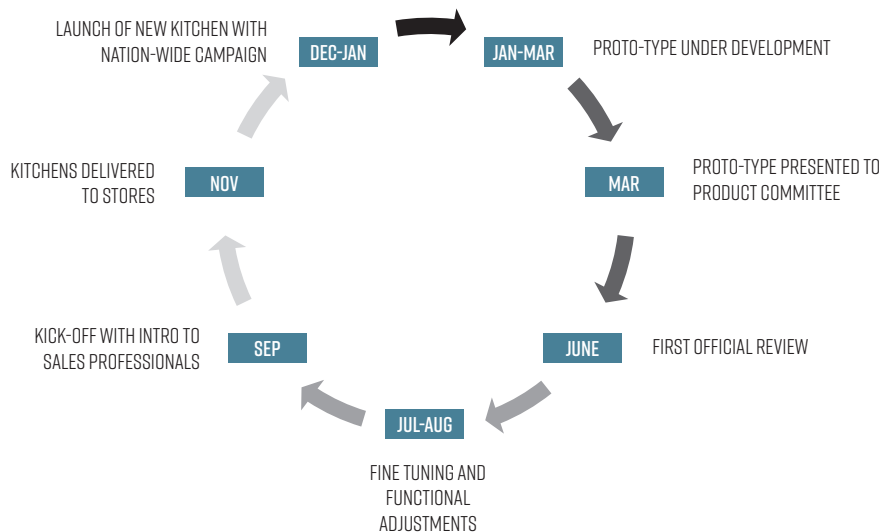 LAUNCH OF NEW KITCHEN WITH
NATION-WIDE CAMPAIGN
DEC-JAN
JAN-MAR
PROTO-TYPE UNDER DEVELOPMENT
MAR
PROTO-TYPE PRESENTED TO
PRODUCT COMMITTEE
JUNE
FIRST OFFICIAL REVIEW
JUL-AUG
FINE TUNING AND
FUNCTIONAL
ADJUSTMENTS
SEP
KICK-OFF WITH INTRO TO
SALES PROFESSIONALS
NOV
KITCHENS DELIVERED
TO STORES